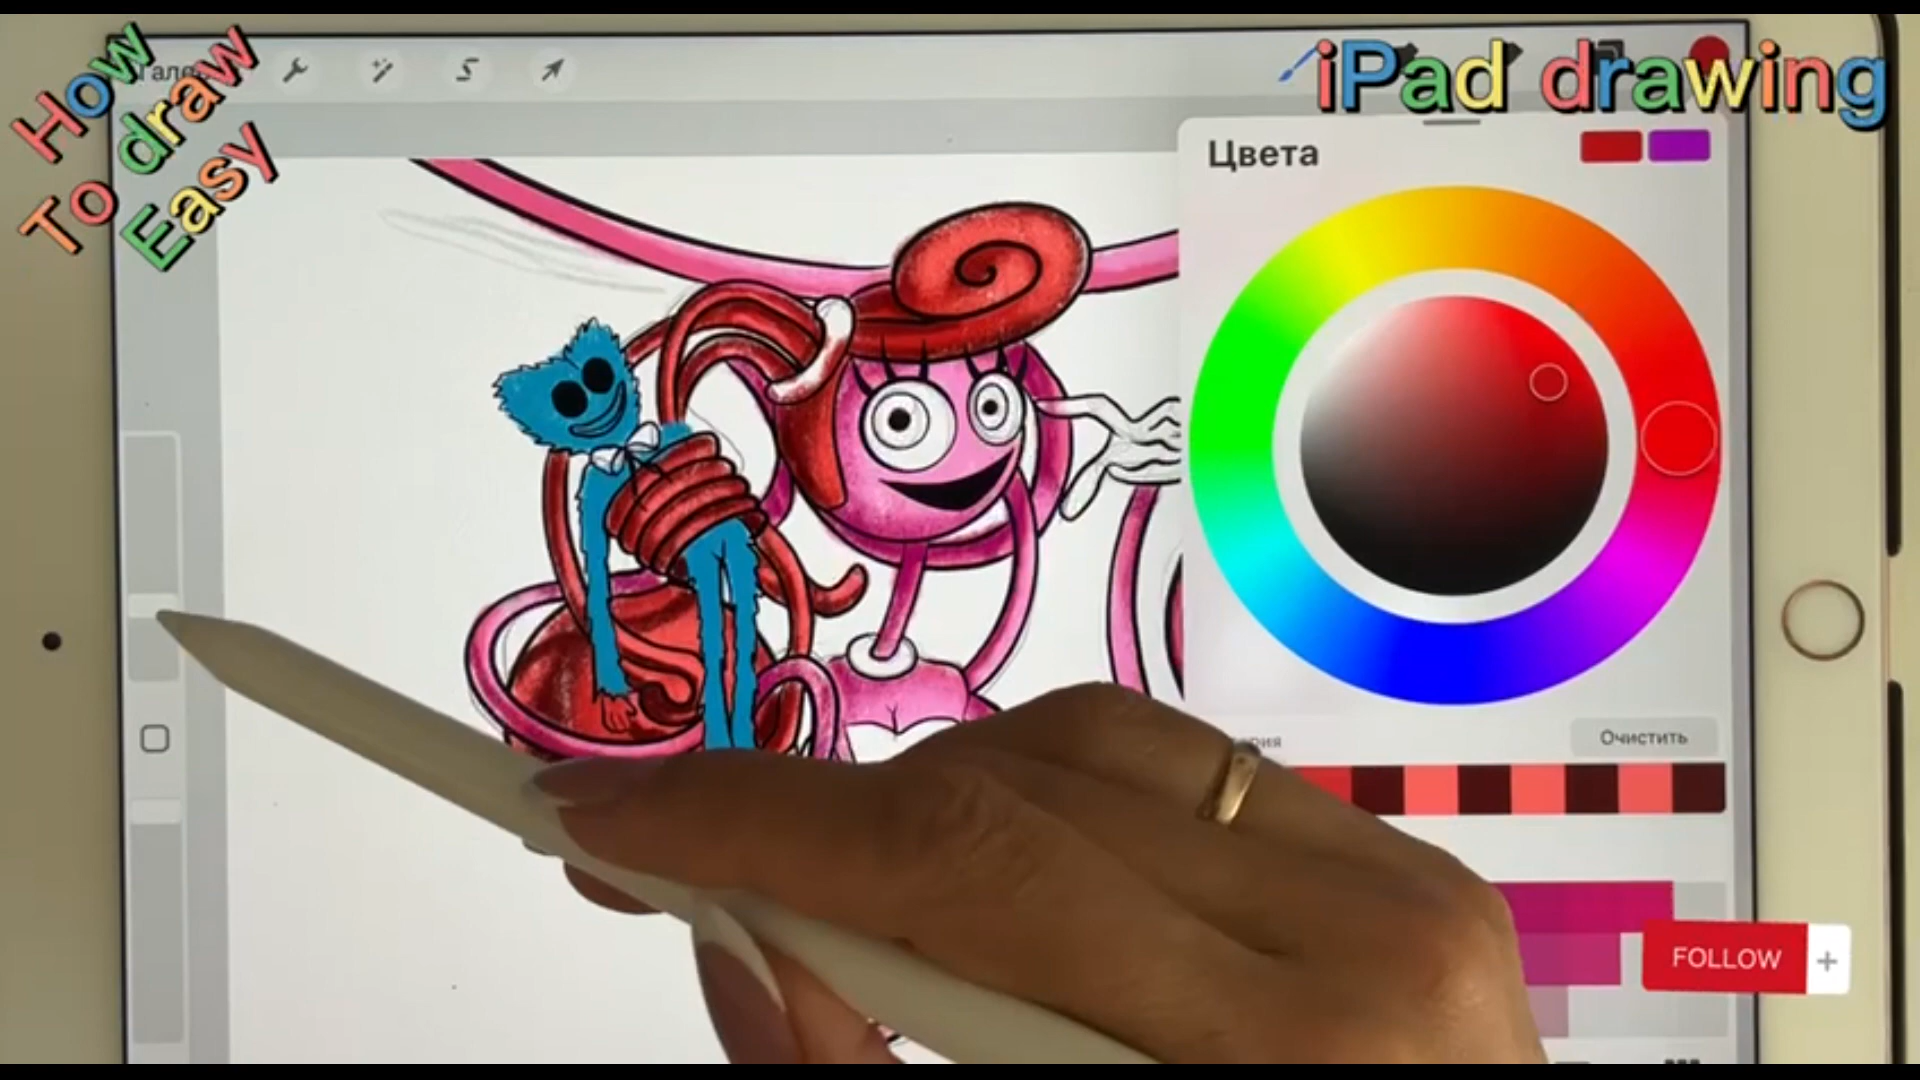 How
To draw
Easy
iPad drawing
Цвета
Очистить
FOLLOW +